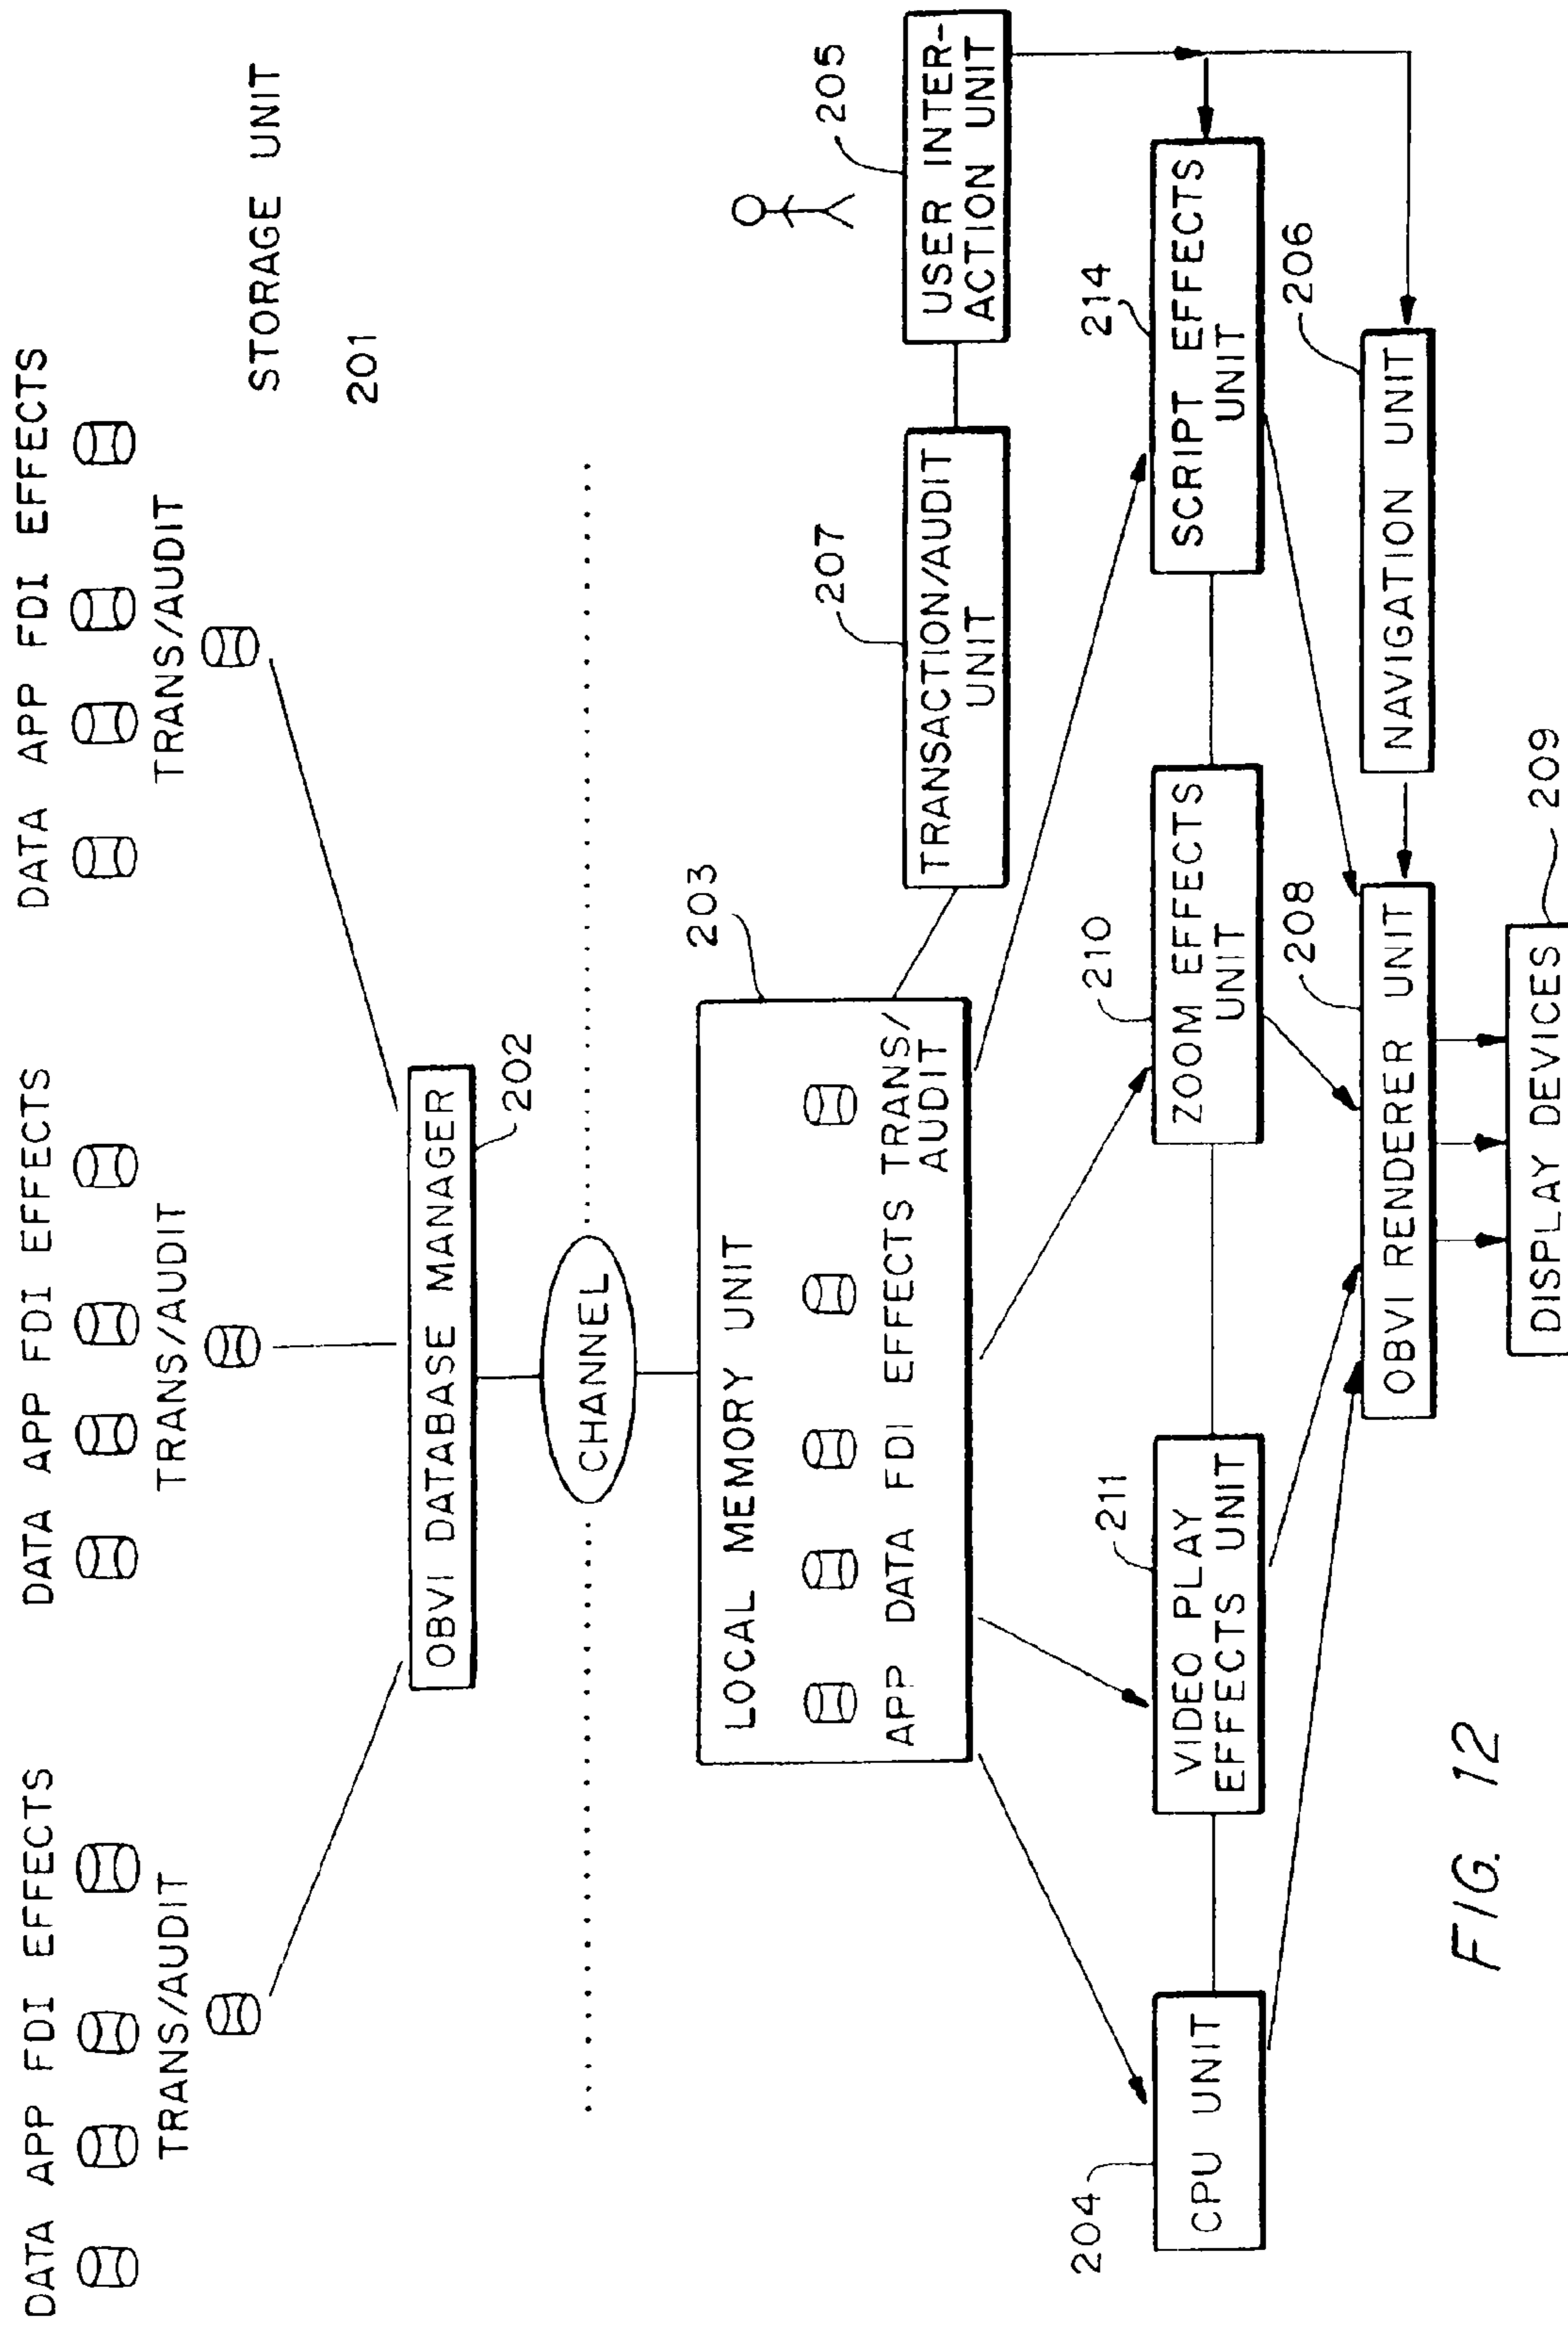 DATA APP FDI EFFECTS
DATA APP FDI EFFECTS
DATA APP FDI EFFECTS
TRANS/AUDIT
TRANS/AUDIT
TRANS/AUDIT
STORAGE UNIT
201
OBVI DATABASE MANAGER
202
CHANNEL
LOCAL MEMORY UNIT
203
APP DATA FDI EFFECTS TRANS/
AUDIT
207
TRANSACTION/AUDIT
UNIT
205
USER INTER-
ACTION UNIT
204
CPU UNIT
211
VIDEO PLAY
EFFECTS UNIT
210
ZOOM EFFECTS
UNIT
214
SCRIPT EFFECTS
UNIT
208
OBVI RENDERER UNIT
206
NAVIGATION UNIT
DISPLAY DEVICES
209
FIG. 12